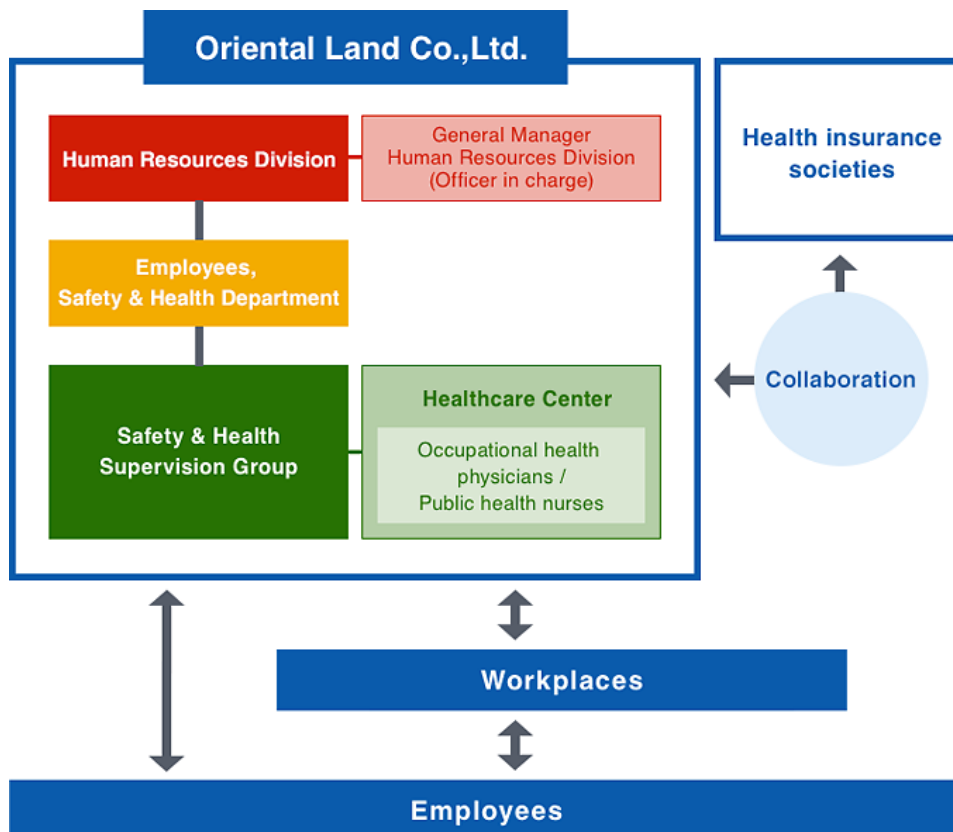 Oriental Land Co.,Ltd.
Human Resources Division
General Manager
Human Resources Division
(Officer in charge)
Employees,
Safety & Health Department
Safety & Health
Supervision Group
Healthcare Center
Occupational health
physicians /
Public health nurses
Health insurance
societies
Collaboration
Workplaces
Employees